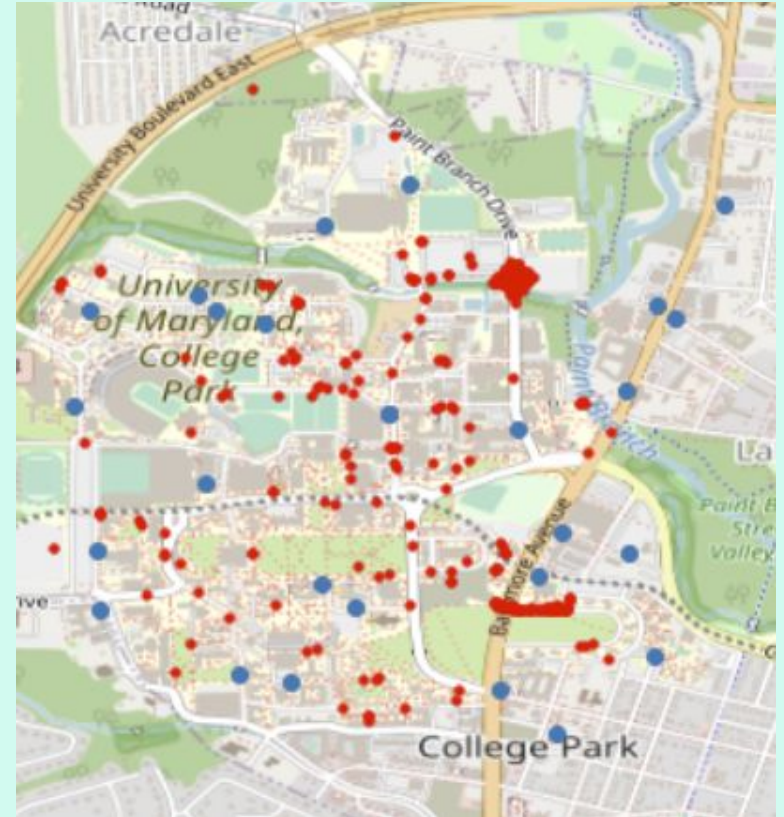 Road
Acredale
University Boulevard East
Paint Branch Drive
University
of Maryland,
College
Park
Paint Branch
La
Paint B
Stre
Valley
Baltimore Avenue
ive
College Park